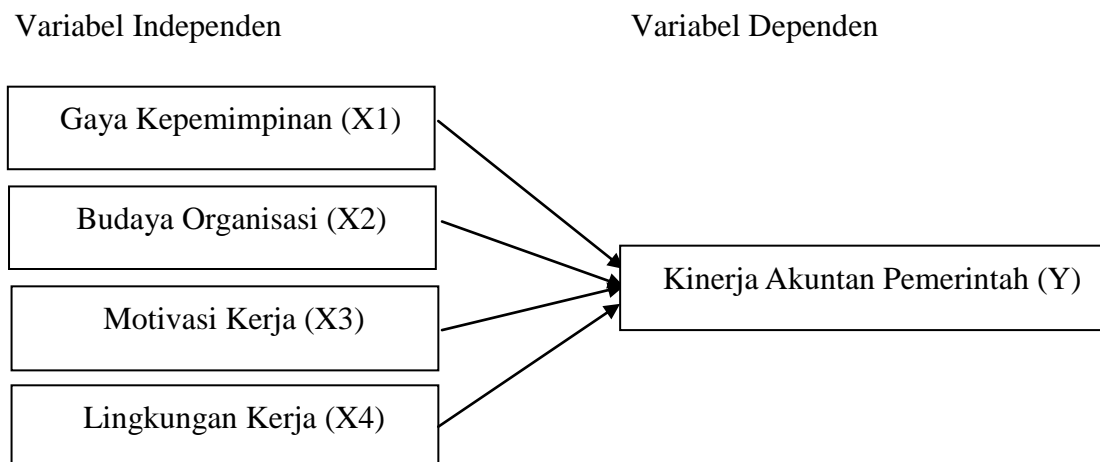 Variabel Independen
Variabel Dependen
Gaya Kepemimpinan (X1)
Budaya Organisasi (X2)
Motivasi Kerja (X3)
Lingkungan Kerja (X4)
Kinerja Akuntan Pemerintah (Y)